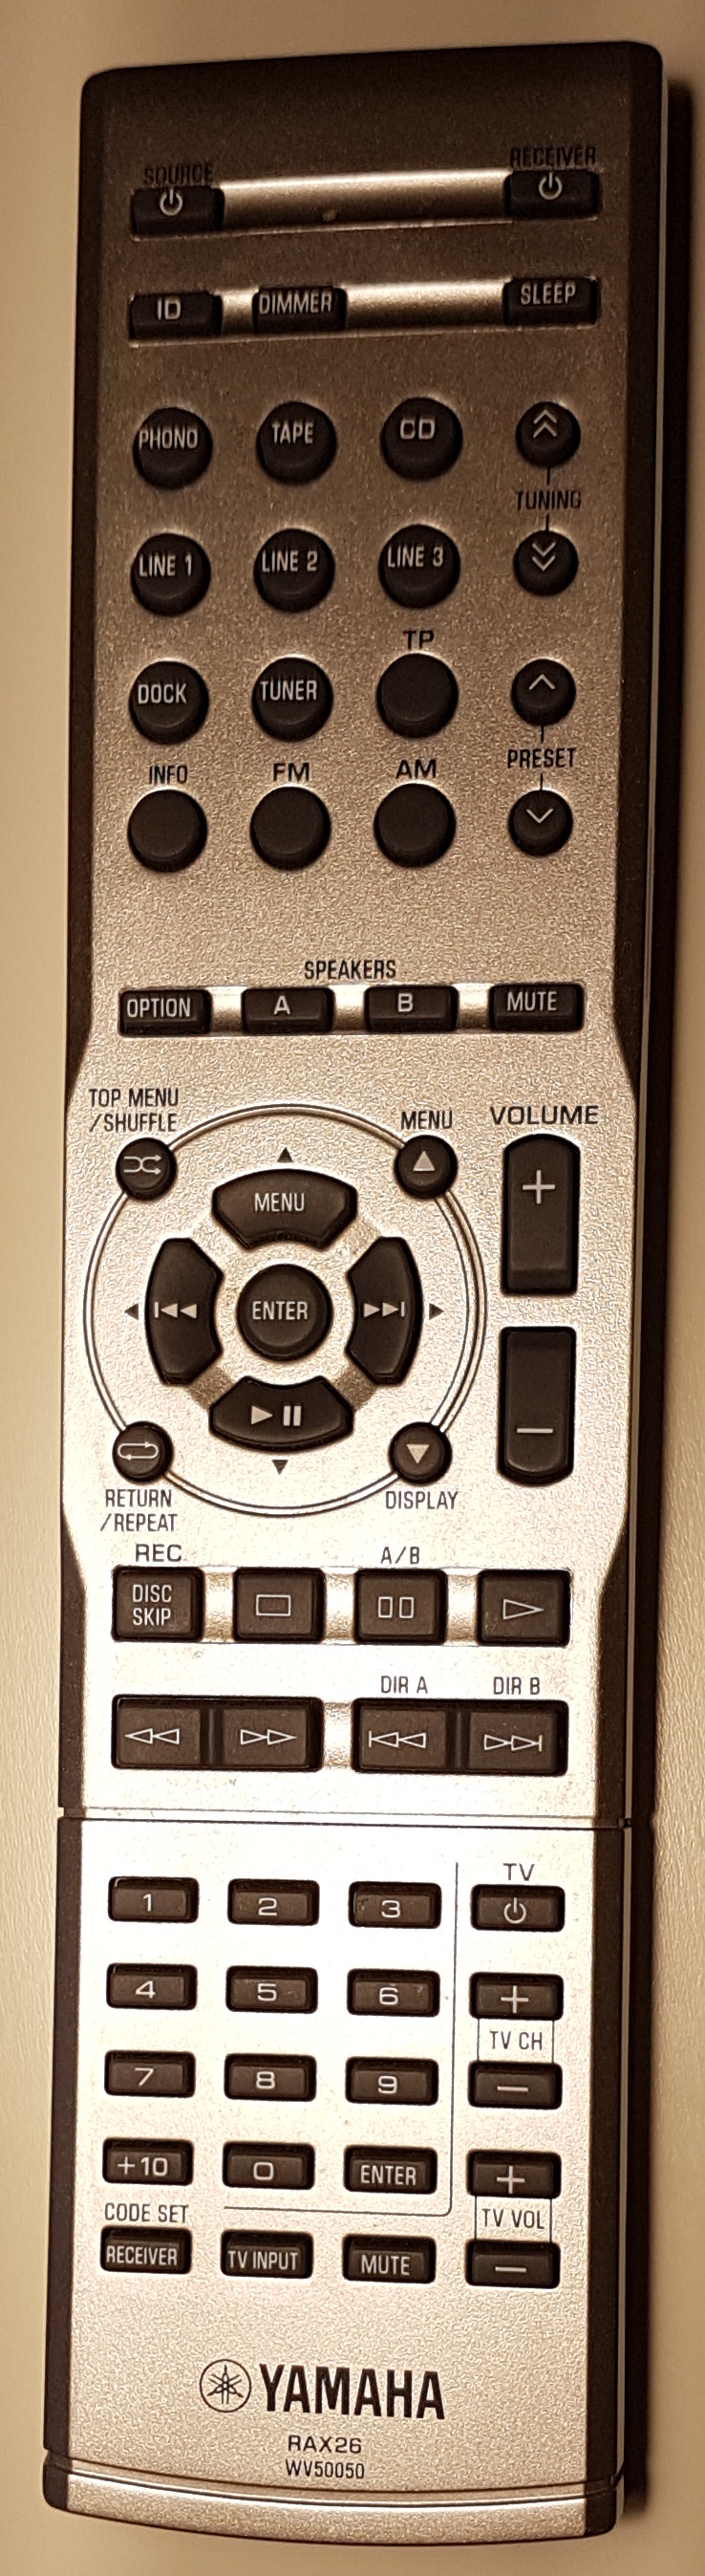 SOURCE RECEIVER
ID DIMMER SLEEP
PHONO TAPE CD
TUNING
LINE 1 LINE 2 LINE 3
TP
DOCK TUNER
PRESET
INFO FM AM
SPEAKERS
OPTION A B MUTE
TOP MENU
/SHUFFLE
MENU
VOLUME
+
MENU
ENTER
−
RETURN
/REPEAT
DISPLAY
REC A/B
DISC
SKIP
DIR A DIR B
TV
1 2 3
4 5 6 +
TV CH
7 8 9 −
+10 0 ENTER +
CODE SET
TV VOL
RECEIVER TV INPUT MUTE −
YAMAHA
RAX26
WV50050